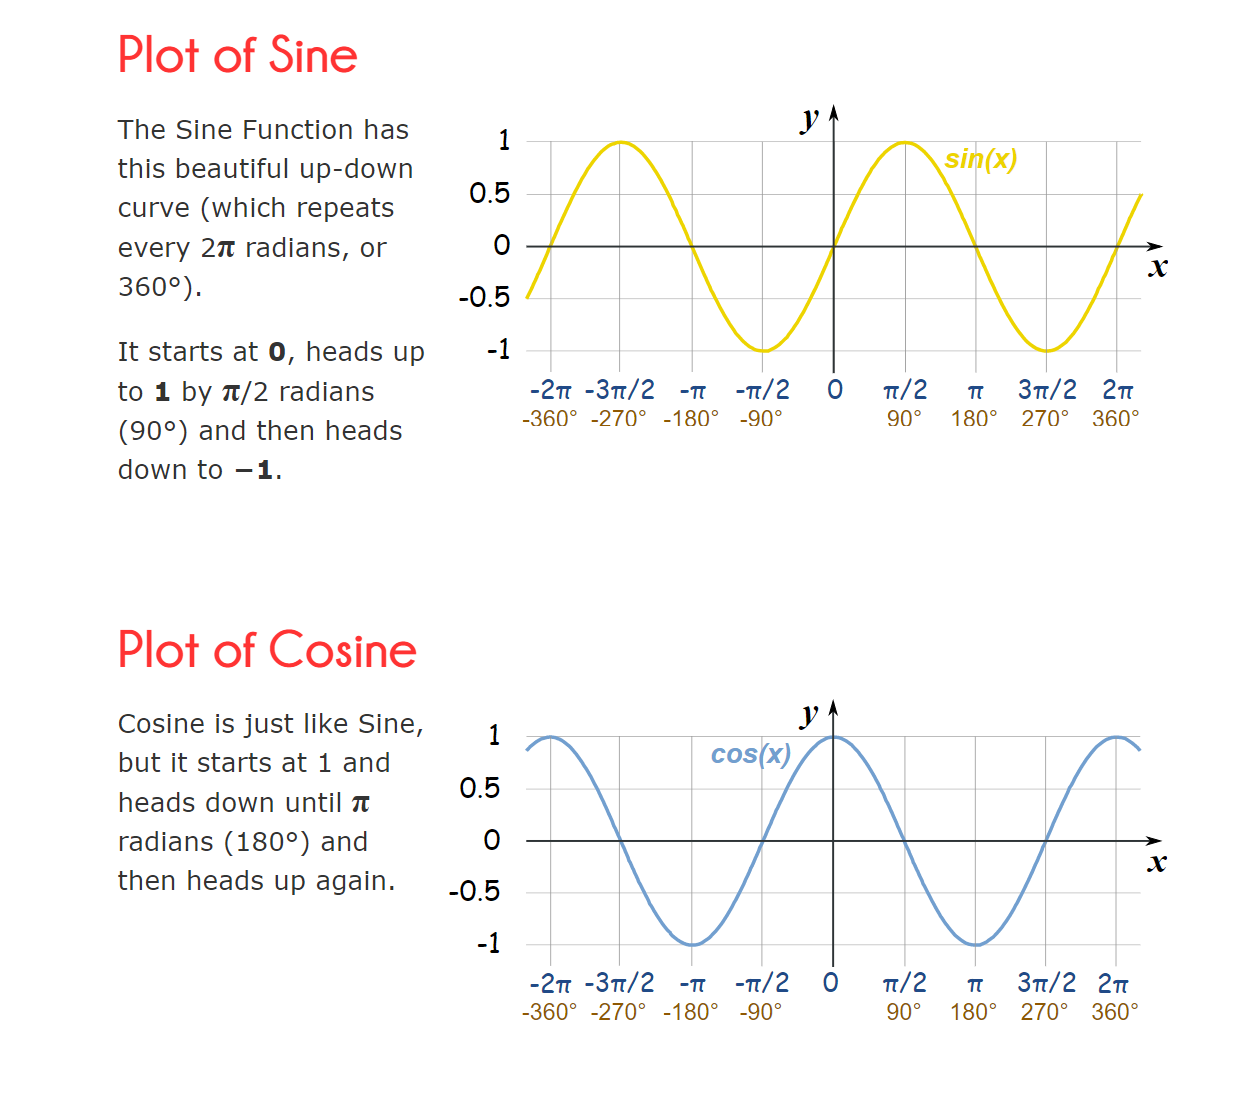 Plot of Sine
The Sine Function has
this beautiful up-down
curve (which repeats
every 2π radians, or
360°).
It starts at 0, heads up
to 1 by π/2 radians
(90°) and then heads
down to −1.
y
1
sin(x)
0.5
0
x
-0.5
-1
-2π -3π/2 -π -π/2 0 π/2 π 3π/2 2π
-360° -270° -180° -90° 90° 180° 270° 360°
Plot of Cosine
Cosine is just like Sine,
but it starts at 1 and
heads down until π
radians (180°) and
then heads up again.
y
1
cos(x)
0.5
0
x
-0.5
-1
-2π -3π/2 -π -π/2 0 π/2 π 3π/2 2π
-360° -270° -180° -90° 90° 180° 270° 360°